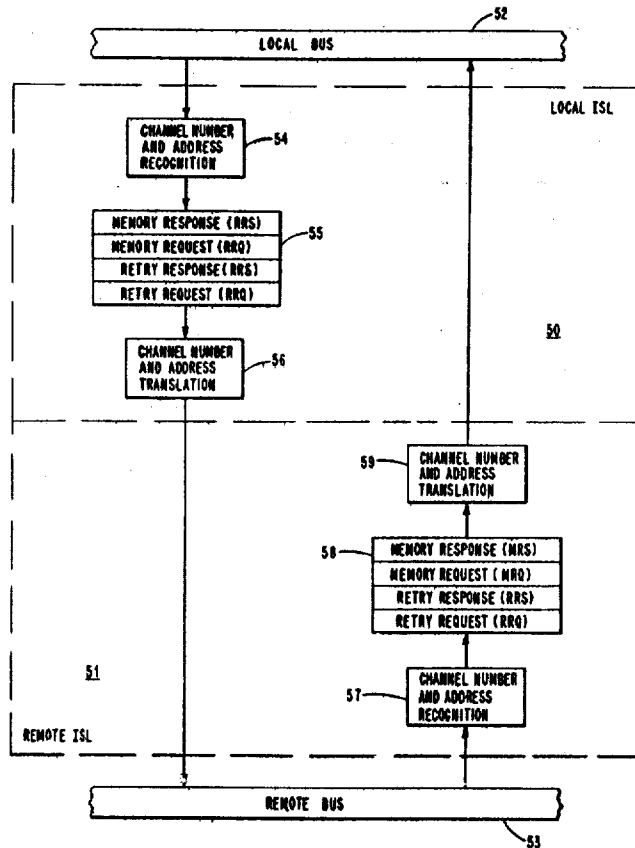 52
LOCAL BUS
LOCAL ISL
CHANNEL NUMBER
AND ADDRESS
RECOGNITION
54
MEMORY RESPONSE (RRS)
MEMORY REQUEST (RRQ)
RETRY RESPONSE (RRS)
RETRY REQUEST (RRQ)
55
50
CHANNEL NUMBER
AND ADDRESS
TRANSLATION
56
59
CHANNEL NUMBER
AND ADDRESS
TRANSLATION
58
MEMORY RESPONSE (MRS)
MEMORY REQUEST (MRQ)
RETRY RESPONSE (RRS)
RETRY REQUEST (RRQ)
51
57
CHANNEL NUMBER
AND ADDRESS
RECOGNITION
REMOTE ISL
REMOTE BUS
53